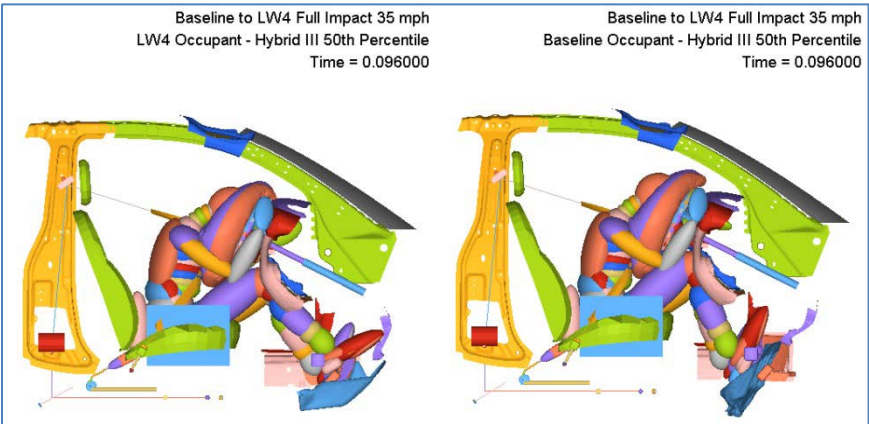 Baseline to LW4 Full Impact 35 mph
LW4 Occupant - Hybrid III 50th Percentile
Time = 0.096000
Baseline to LW4 Full Impact 35 mph
Baseline Occupant - Hybrid III 50th Percentile
Time = 0.096000